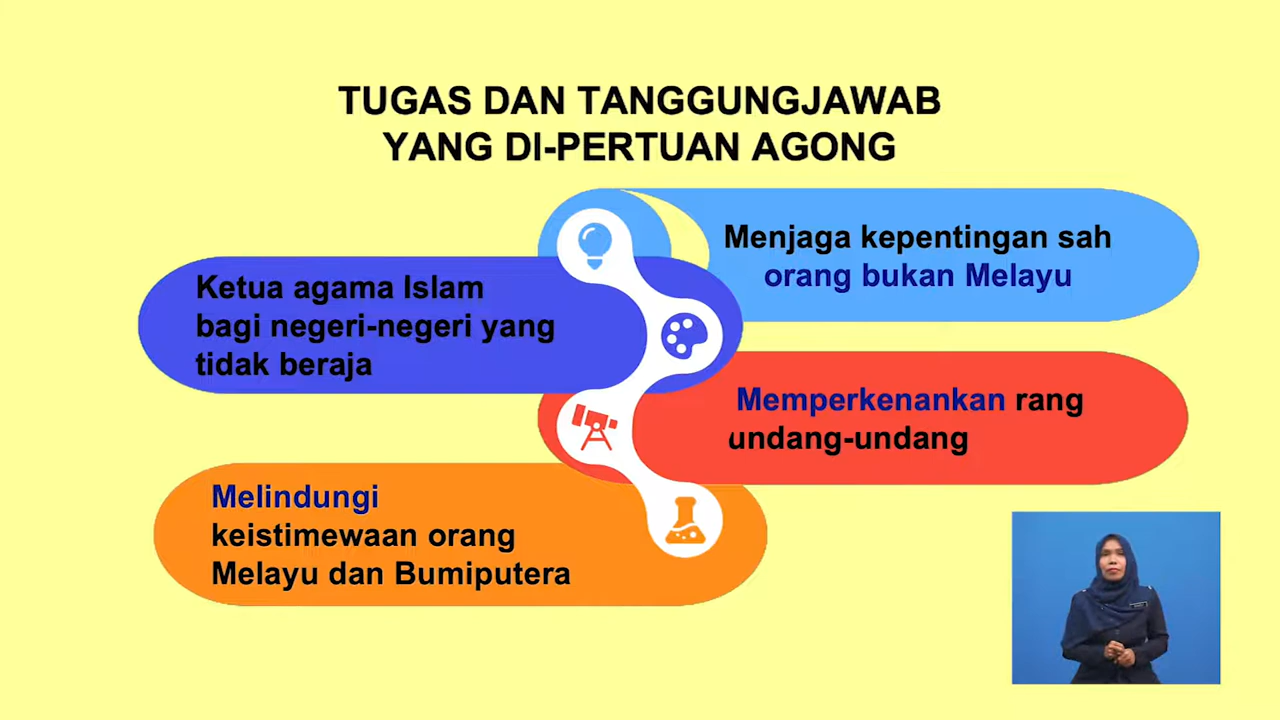 TUGAS DAN TANGGUNGJAWAB
YANG DI-PERTUAN AGONG
Menjaga kepentingan sah
orang bukan Melayu
Ketua agama Islam
bagi negeri-negeri yang
tidak beraja
Memperkenankan rang
undang-undang
Melindungi
keistimewaan orang
Melayu dan Bumiputera